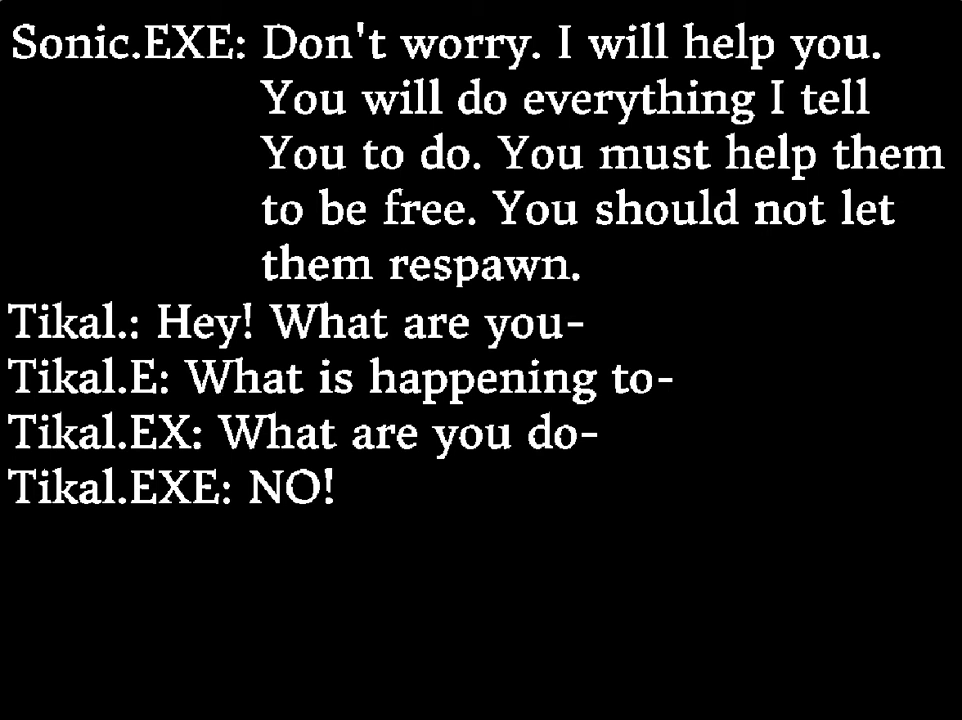 Sonic.EXE: Don't worry. I will help you.
You will do everything I tell
You to do. You must help them
to be free. You should not let
them respawn.
Tikal.: Hey! What are you-
Tikal.E: What is happening to-
Tikal.EX: What are you do-
Tikal.EXE: NO!